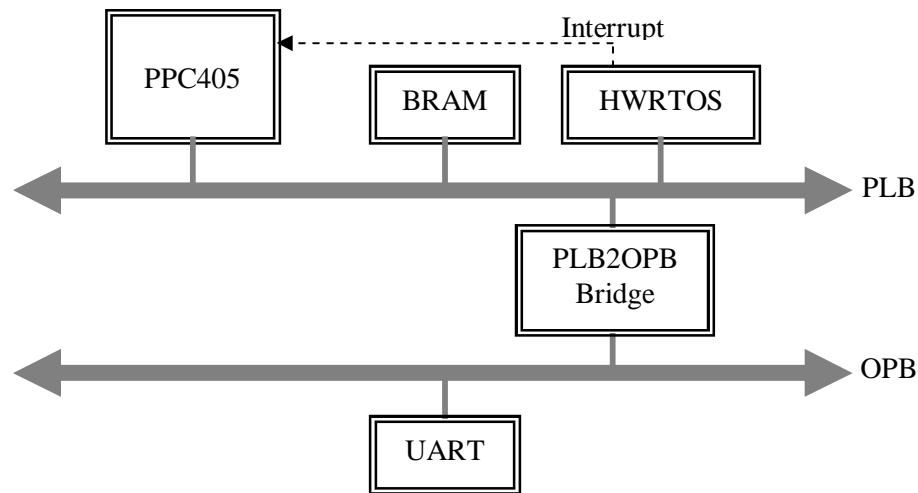 Interrupt
PPC405
BRAM
HWRTOS
PLB
PLB2OPB
Bridge
OPB
UART